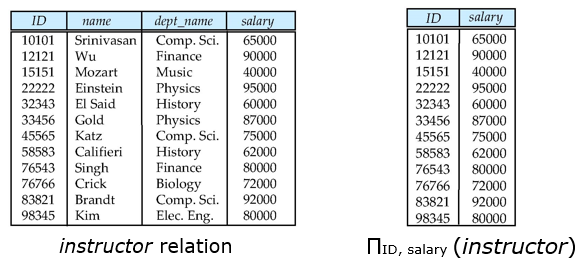 ID name dept_name salary
10101 Srinivasan Comp. Sci. 65000
12121 Wu Finance 90000
15151 Mozart Music 40000
22222 Einstein Physics 95000
32343 El Said History 60000
33456 Gold Physics 87000
45565 Katz Comp. Sci. 75000
58583 Califieri History 62000
76543 Singh Finance 80000
76766 Crick Biology 72000
83821 Brandt Comp. Sci. 92000
98345 Kim Elec. Eng. 80000
instructor relation
ID salary
10101 65000
12121 90000
15151 40000
22222 95000
32343 60000
33456 87000
45565 75000
58583 62000
76543 80000
76766 72000
83821 92000
98345 80000
∏ID, salary (instructor)